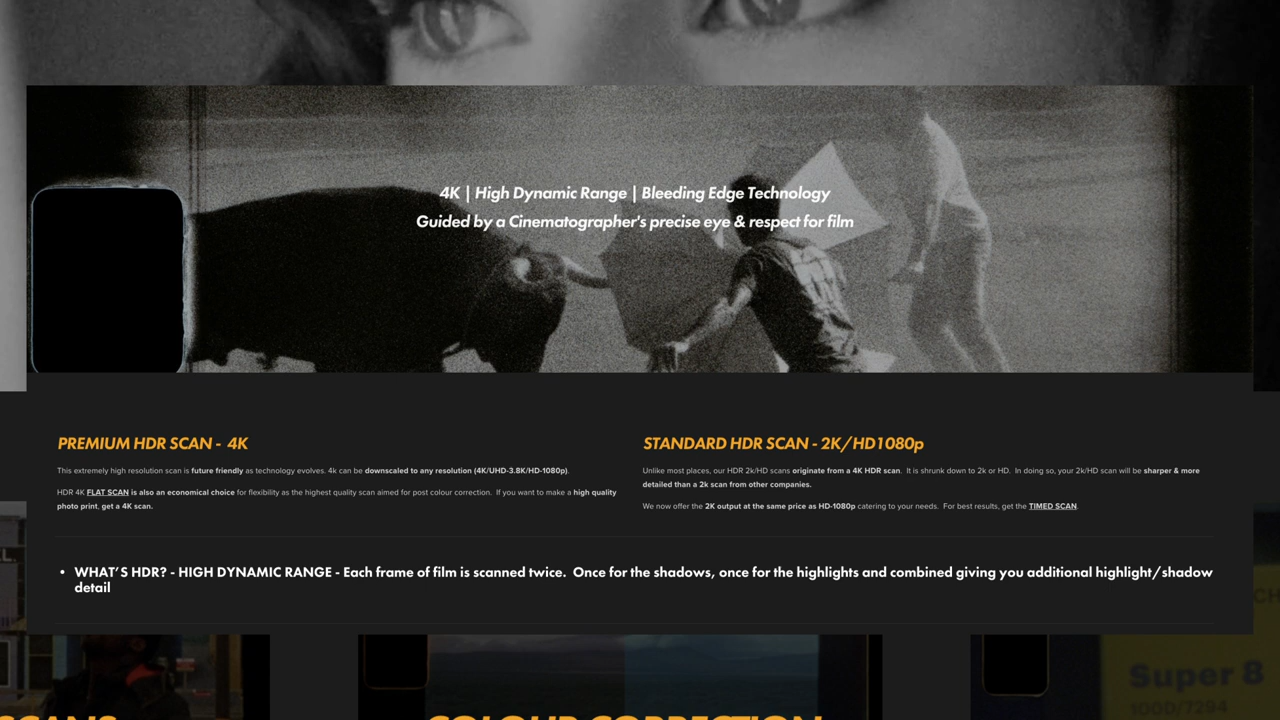 4K | High Dynamic Range | Bleeding Edge Technology
Guided by a Cinematographer's precise eye & respect for film
PREMIUM HDR SCAN - 4K
This extremely high resolution scan is future friendly as technology evolves. 4k can be downscaled to any resolution (4K/UHD-3.8K/HD-1080p).
HDR 4K FLAT SCAN is also an economical choice for flexibility as the highest quality scan aimed for post colour correction. If you want to make a high quality
photo print, get a 4K scan.
STANDARD HDR SCAN - 2K/HD1080p
Unlike most places, our HDR 2k/HD scans originate from a 4K HDR scan. It is shrunk down to 2k or HD. In doing so, your 2k/HD scan will be sharper & more
detailed than a 2k scan from other companies.
We now offer the 2K output at the same price as HD-1080p catering to your needs. For best results, get the TIMED SCAN.
• WHAT'S HDR? - HIGH DYNAMIC RANGE - Each frame of film is scanned twice. Once for the shadows, once for the highlights and combined giving you additional highlight/shadow
detail
Super 8
100D/7294
SCANS
COLOUR CORRECTION